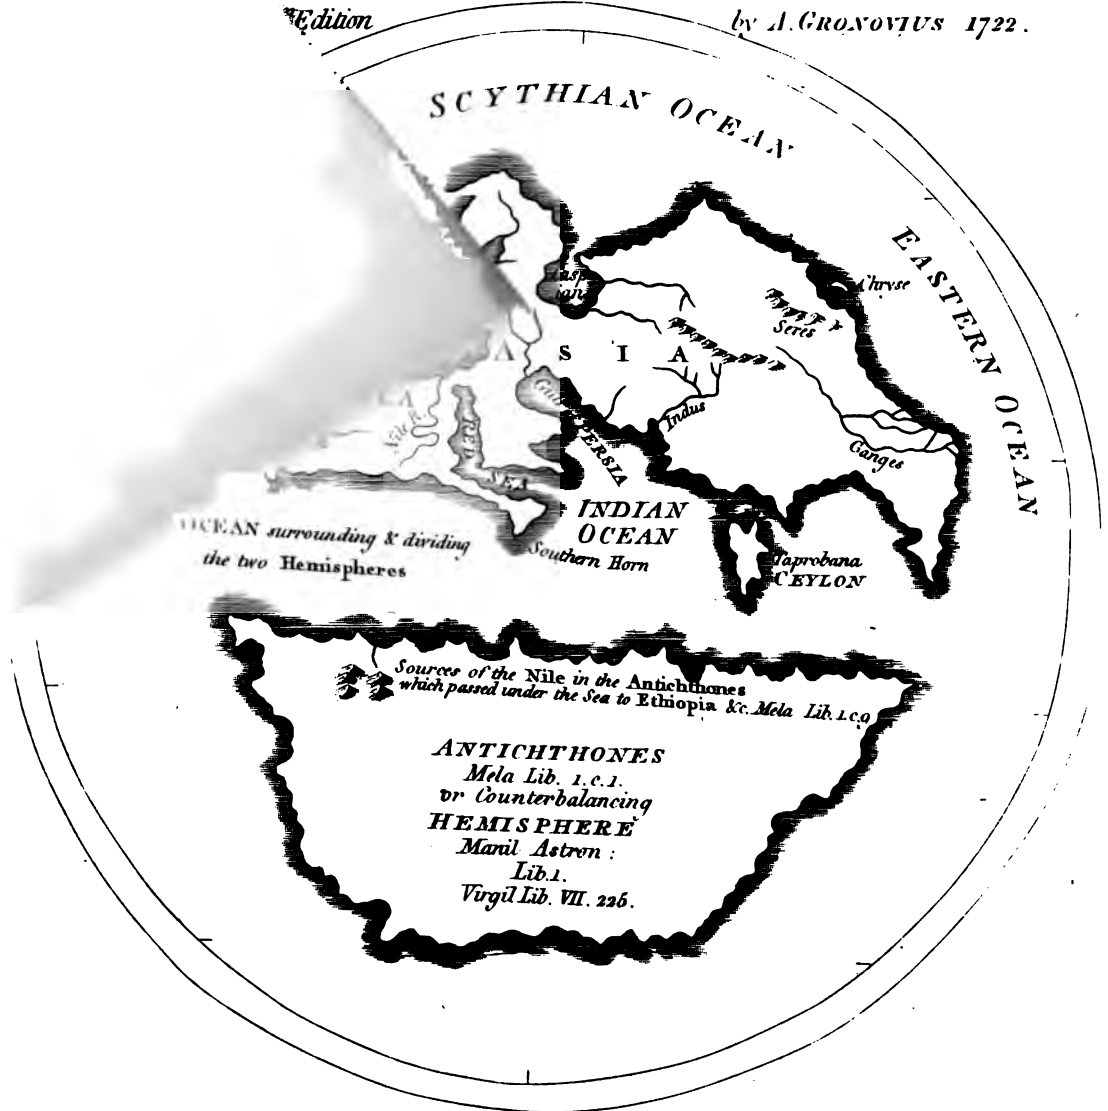 Edition
by A. GRONOVIUS 1722.
SCYTHIAN OCEAN
EASTERN OCEAN
Chryse
Seres
ASIA
Indus
Ganges
Nile R.
RED
SEA
PERSIA
INDIAN
OCEAN
Southern Horn
Taprobana
CEYLON
OCEAN surrounding & dividing
the two Hemispheres
Sources of the Nile in the Antichthones
which passed under the Sea to Ethiopia &c. Mela Lib. 1. c. 9
ANTICHTHONES
Mela Lib. 1. c. 1.
or Counterbalancing
HEMISPHERE
Manil Astron :
Lib. 1.
Virgil Lib. VII. 226.